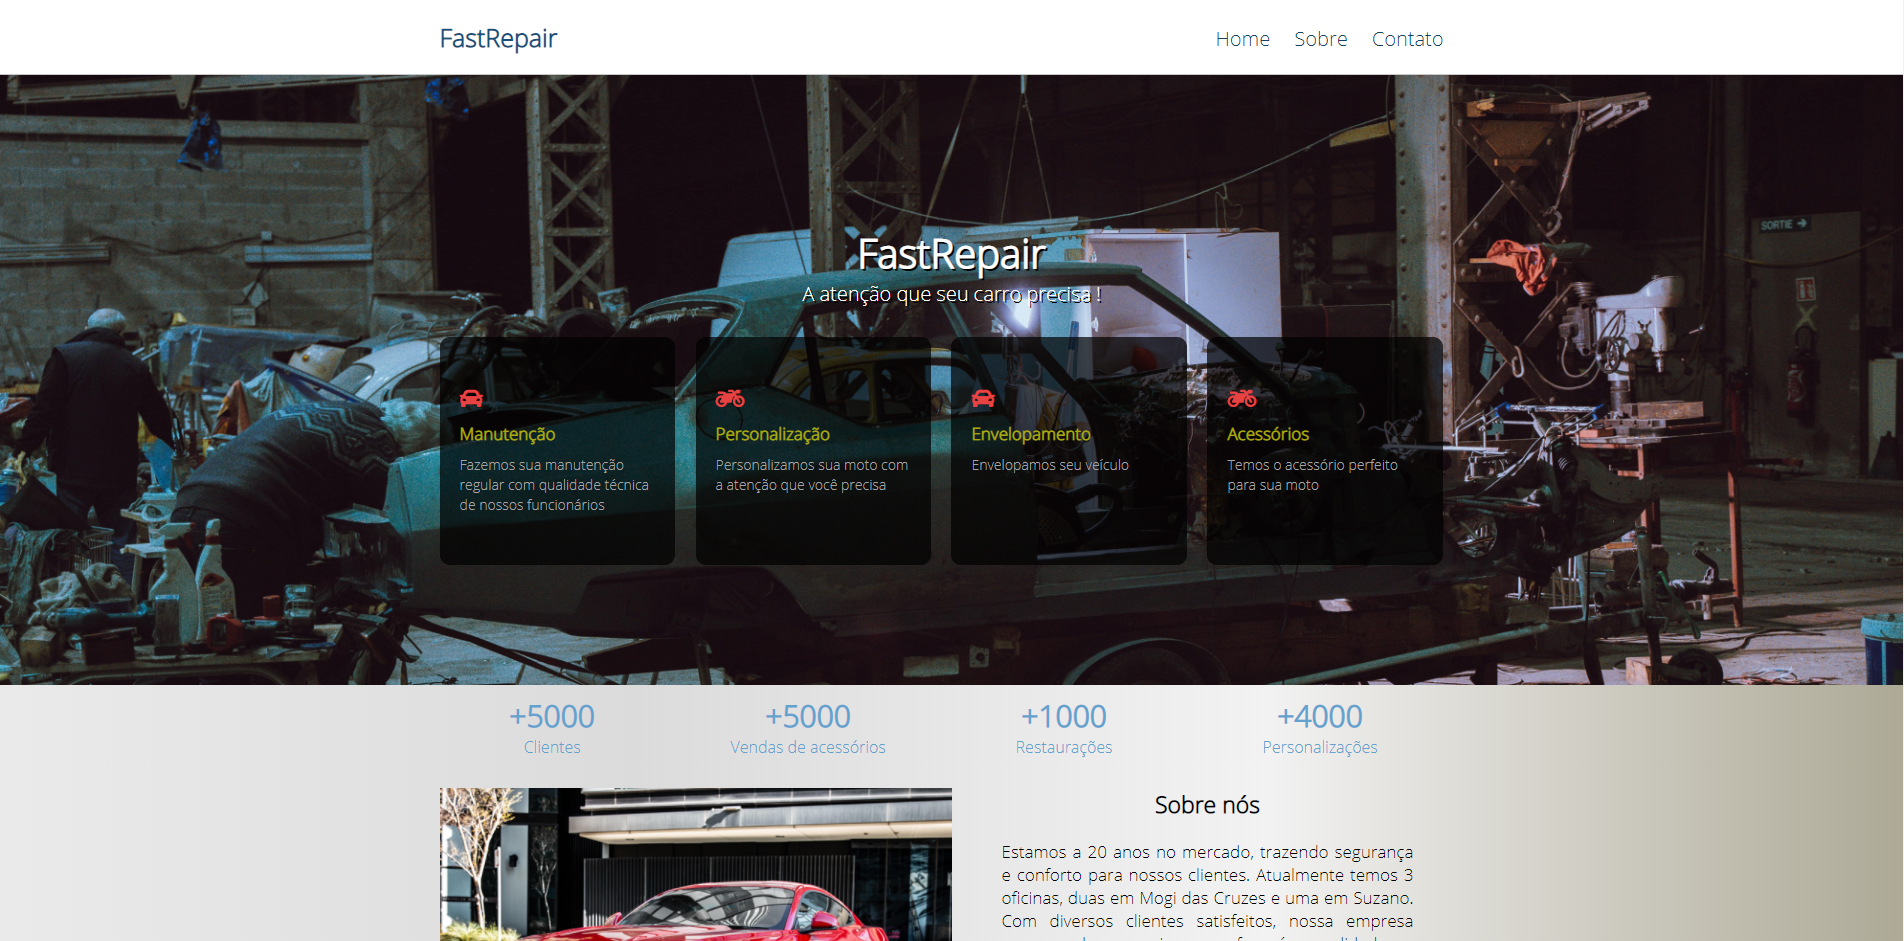 FastRepair
Home Sobre Contato
SORTIE
FastRepair
A atenção que seu carro precisa !
Manutenção
Fazemos sua manutenção
regular com qualidade técnica
de nossos funcionários
Personalização
Personalizamos sua moto com
a atenção que você precisa
Envelopamento
Envelopamos seu veículo
Acessórios
Temos o acessório perfeito
para sua moto
+5000
Clientes
+5000
Vendas de acessórios
+1000
Restaurações
+4000
Personalizações
Sobre nós
Estamos a 20 anos no mercado, trazendo segurança
e conforto para nossos clientes. Atualmente temos 3
oficinas, duas em Mogi das Cruzes e uma em Suzano.
Com diversos clientes satisfeitos, nossa empresa